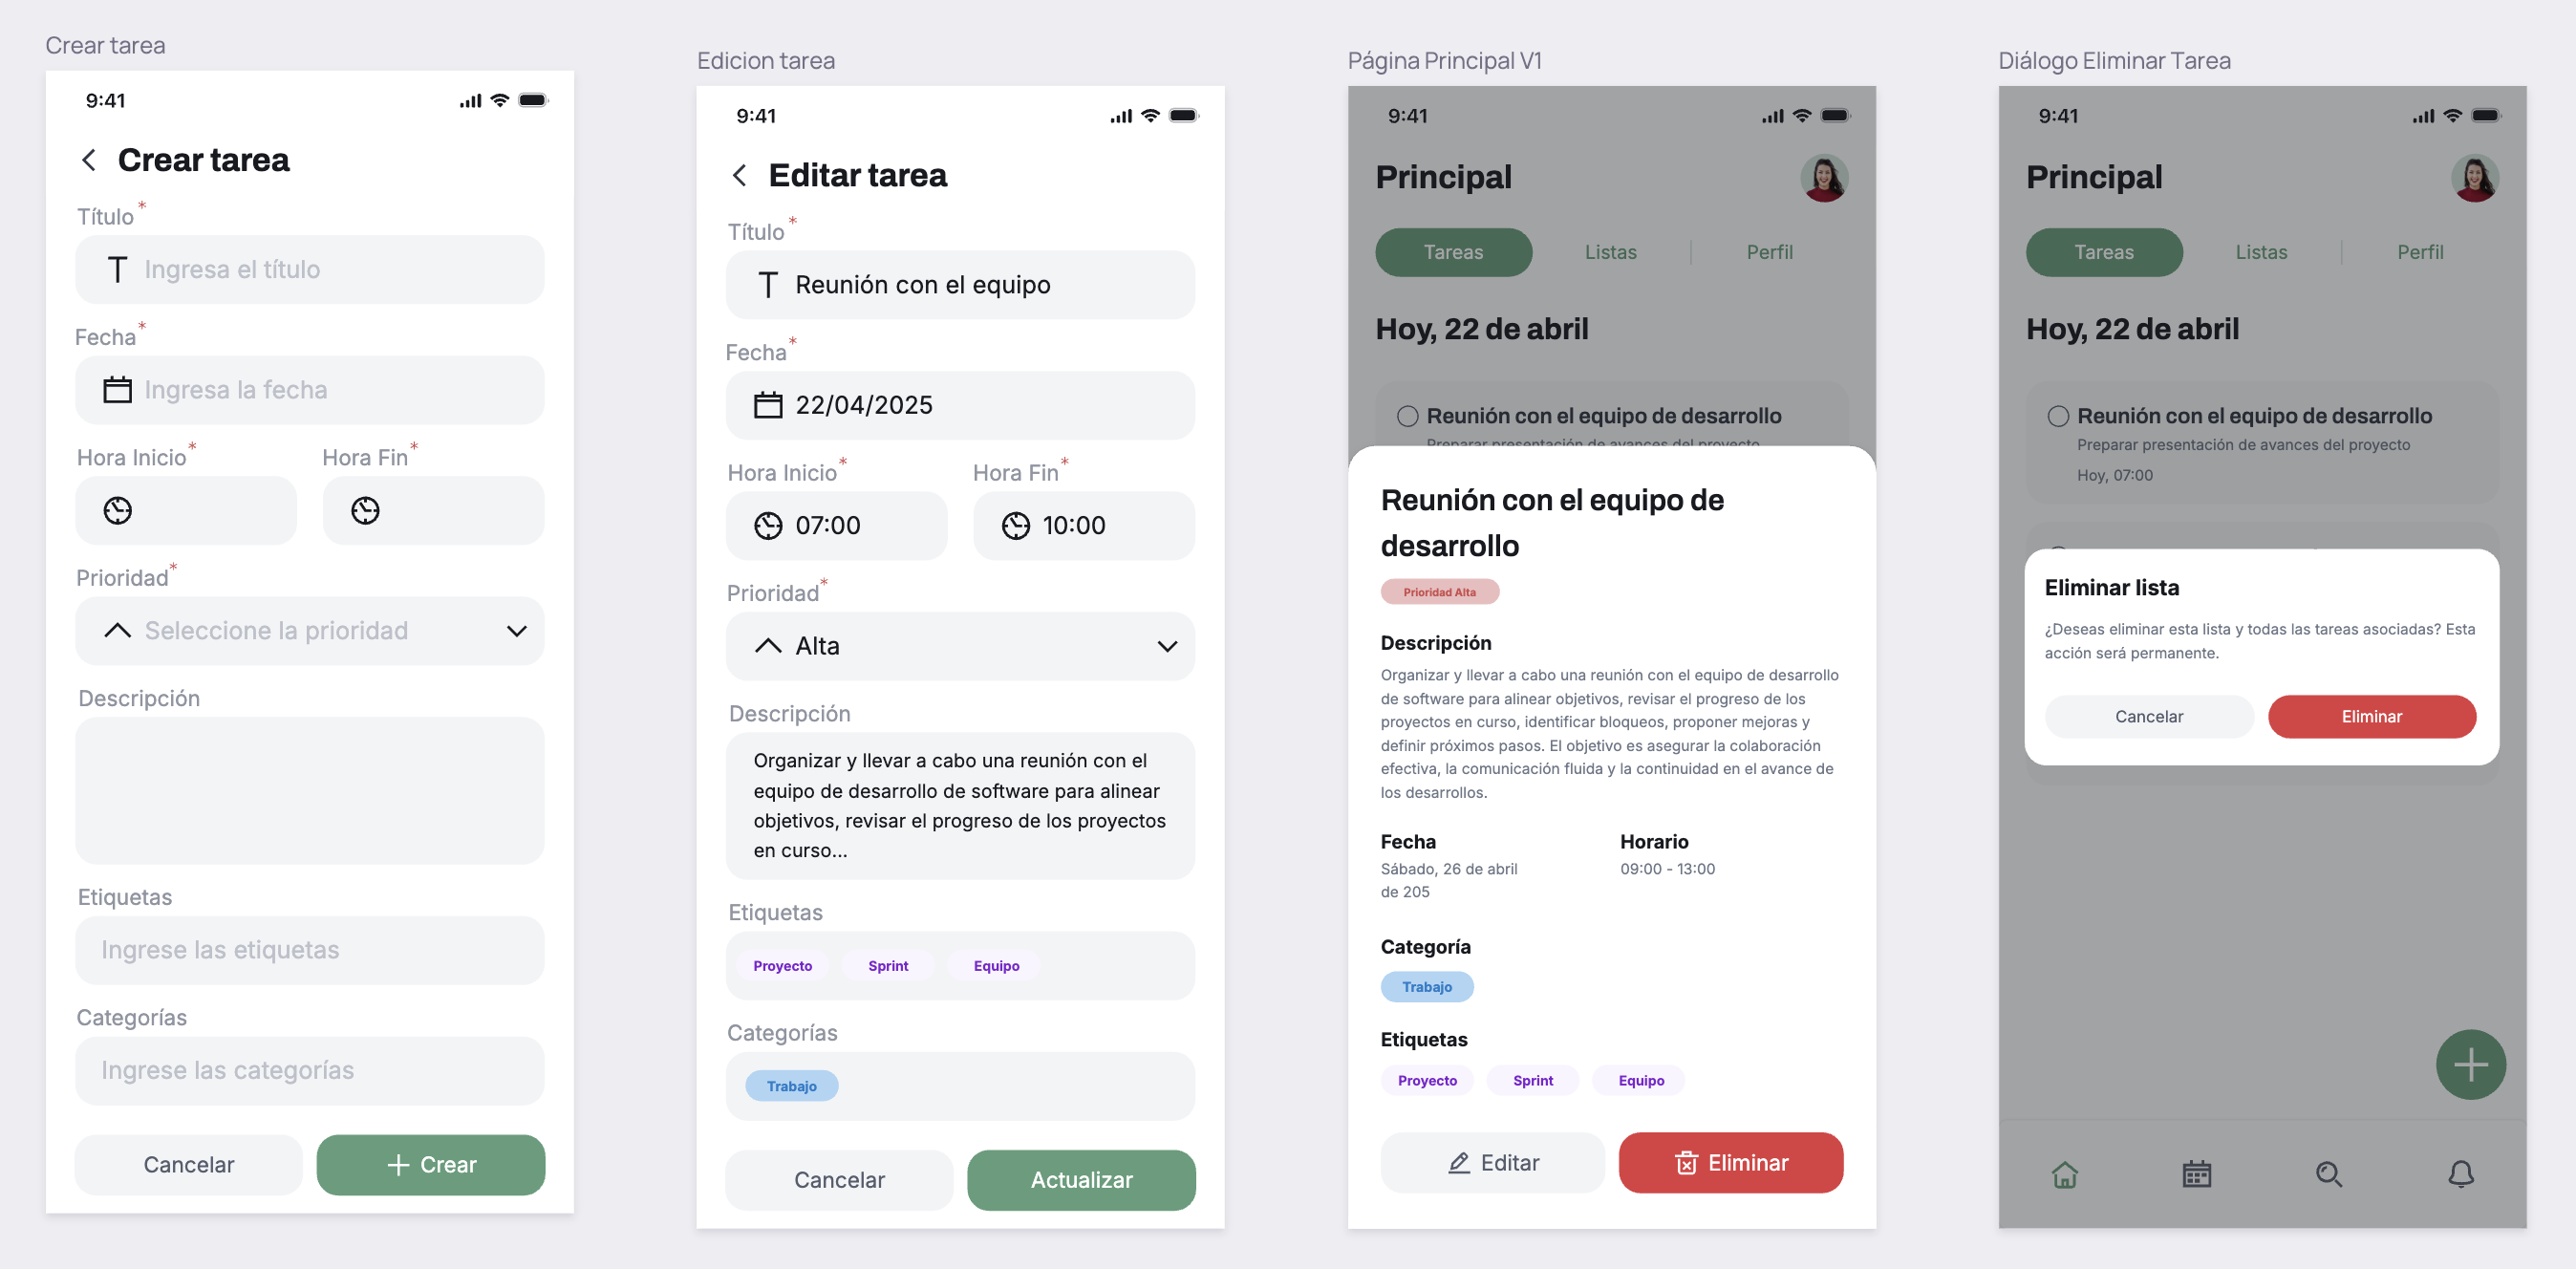 Crear tarea
9:41
Crear tarea
Título *
Ingresa el título
Fecha *
Ingresa la fecha
Hora Inicio * Hora Fin *
Prioridad *
Seleccione la prioridad
Descripción
Etiquetas
Ingrese las etiquetas
Categorías
Ingrese las categorías
Cancelar + Crear
Edicion tarea
9:41
Editar tarea
Título *
T Reunión con el equipo
Fecha *
22/04/2025
Hora Inicio * Hora Fin *
07:00 10:00
Prioridad *
Alta
Descripción
Organizar y llevar a cabo una reunión con el
equipo de desarrollo de software para alinear
objetivos, revisar el progreso de los proyectos
en curso...
Etiquetas
Proyecto Sprint Equipo
Categorías
Trabajo
Cancelar Actualizar
Página Principal V1
9:41
Principal
Tareas Listas Perfil
Hoy, 22 de abril
Reunión con el equipo de desarrollo
Preparar presentación de avances del proyecto
Reunión con el equipo de
desarrollo
Prioridad Alta
Descripción
Organizar y llevar a cabo una reunión con el equipo de desarrollo
de software para alinear objetivos, revisar el progreso de los
proyectos en curso, identificar bloqueos, proponer mejoras y
definir próximos pasos. El objetivo es asegurar la colaboración
efectiva, la comunicación fluida y la continuidad en el avance de
los desarrollos.
Fecha Horario
Sábado, 26 de abril 09:00 - 13:00
de 205
Categoría
Trabajo
Etiquetas
Proyecto Sprint Equipo
Editar Eliminar
Diálogo Eliminar Tarea
9:41
Principal
Tareas Listas Perfil
Hoy, 22 de abril
Reunión con el equipo de desarrollo
Preparar presentación de avances del proyecto
Hoy, 07:00
Eliminar lista
¿Deseas eliminar esta lista y todas las tareas asociadas? Esta
acción será permanente.
Cancelar Eliminar